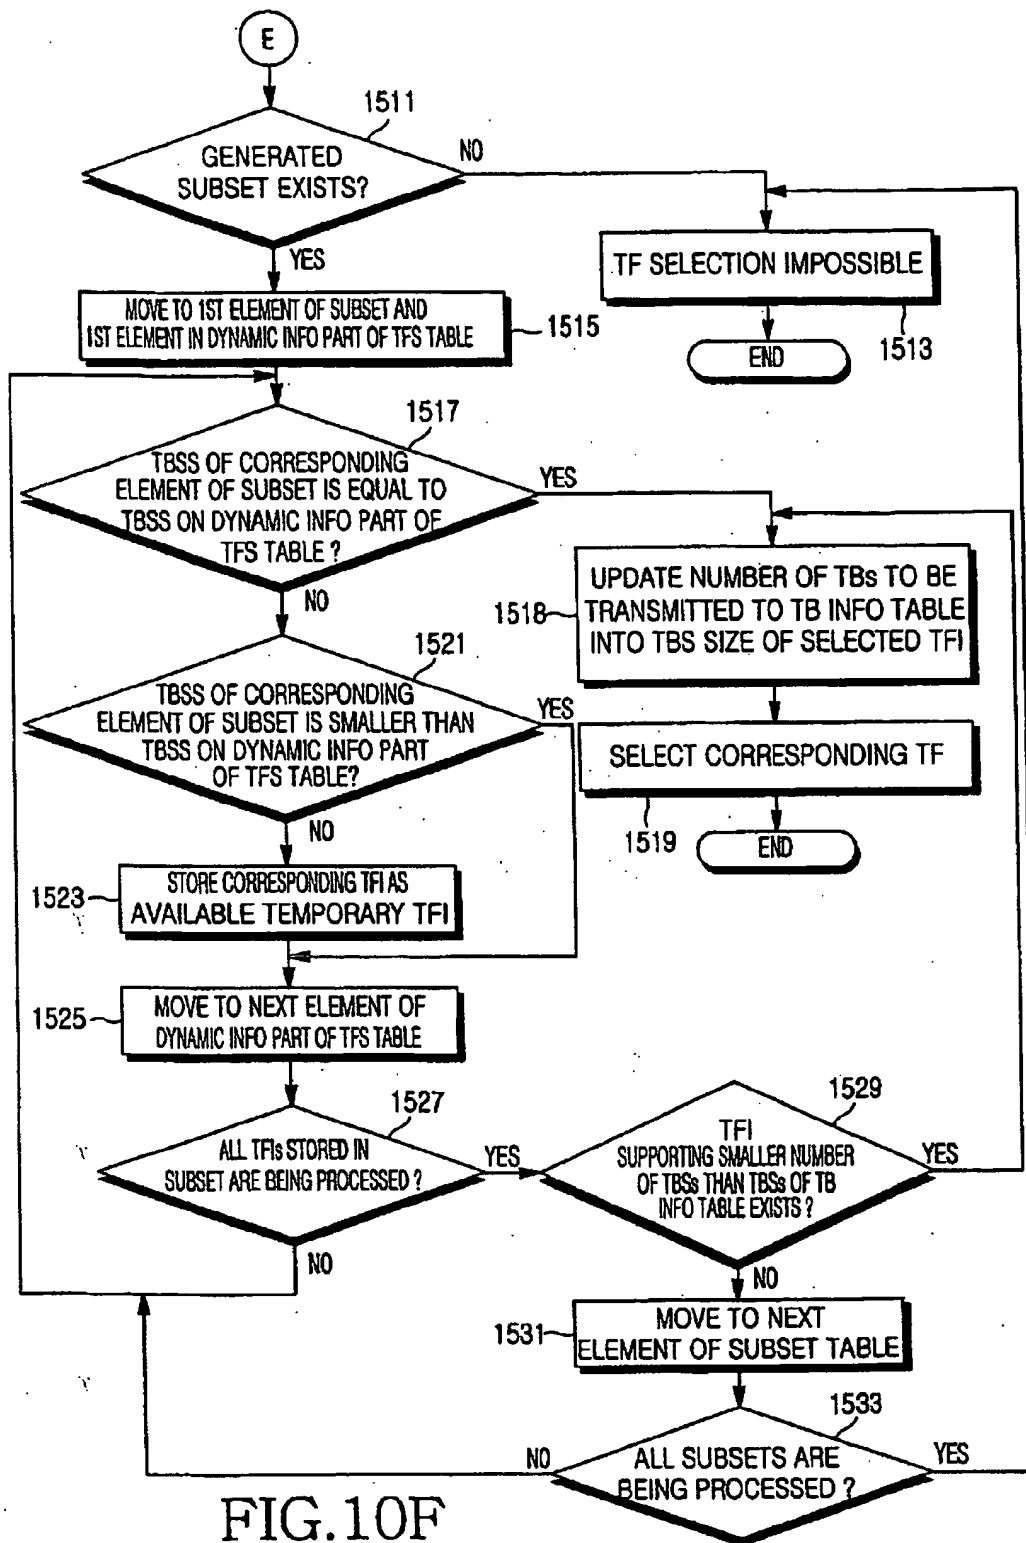 E
1511
GENERATED
SUBSET EXISTS?
NO
YES
TF SELECTION IMPOSSIBLE
1513
END
MOVE TO 1ST ELEMENT OF SUBSET AND
1ST ELEMENT IN DYNAMIC INFO PART OF TFS TABLE
1515
1517
TBSS OF CORRESPONDING
ELEMENT OF SUBSET IS EQUAL TO
TBSS ON DYNAMIC INFO PART OF
TFS TABLE ?
YES
NO
1518
UPDATE NUMBER OF TBs TO BE
TRANSMITTED TO TB INFO TABLE
INTO TBS SIZE OF SELECTED TFI
1521
TBSS OF CORRESPONDING
ELEMENT OF SUBSET IS SMALLER THAN
TBSS ON DYNAMIC INFO PART
OF TFS TABLE?
YES
NO
SELECT CORRESPONDING TF
1519
END
1523
STORE CORRESPONDING TFI AS
AVAILABLE TEMPORARY TFI
1525
MOVE TO NEXT ELEMENT OF
DYNAMIC INFO PART OF TFS TABLE
1527
ALL TFIs STORED IN
SUBSET ARE BEING PROCESSED ?
YES
NO
1529
TFI
SUPPORTING SMALLER NUMBER
OF TBSs THAN TBSs OF TB
INFO TABLE EXISTS ?
YES
NO
1531
MOVE TO NEXT
ELEMENT OF SUBSET TABLE
1533
ALL SUBSETS ARE
BEING PROCESSED ?
NO
YES
FIG.10F